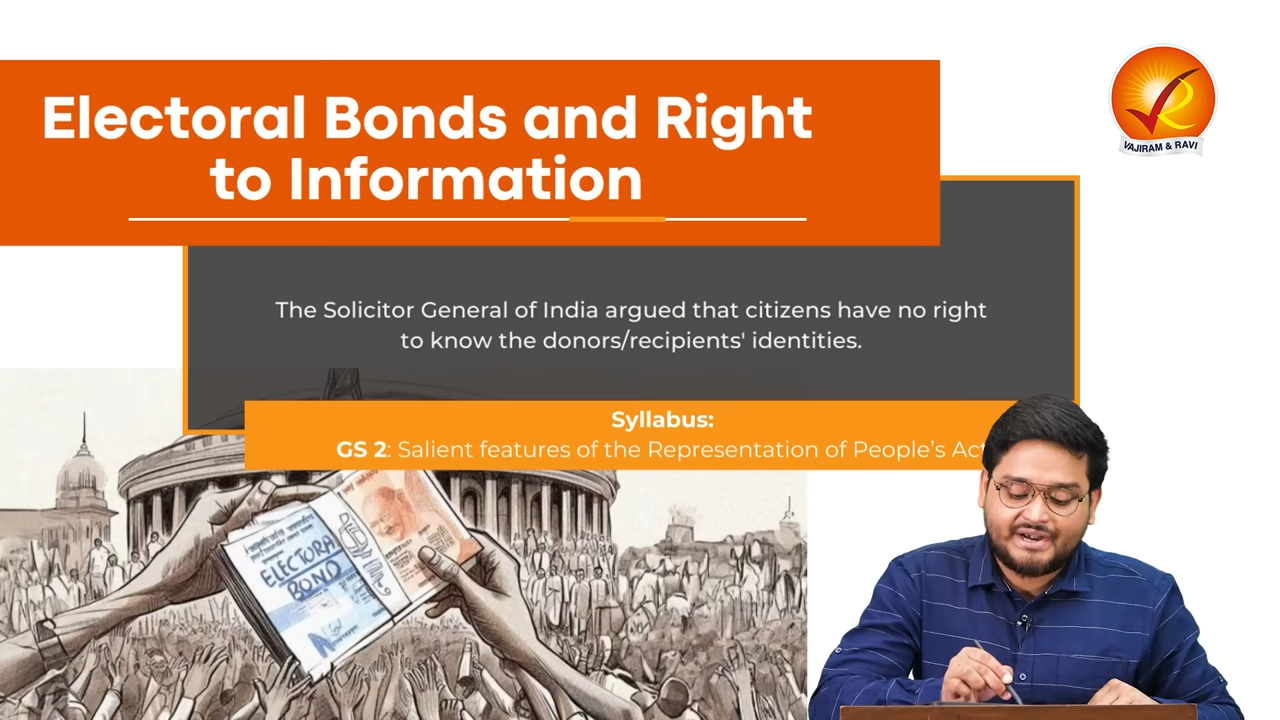 Electoral Bonds and Right
to Information
VAJIRAM & RAVI
The Solicitor General of India argued that citizens have no right
to know the donors/recipients' identities.
Syllabus:
GS 2: Salient features of the Representation of People’s Act
ELECTORA
BOND